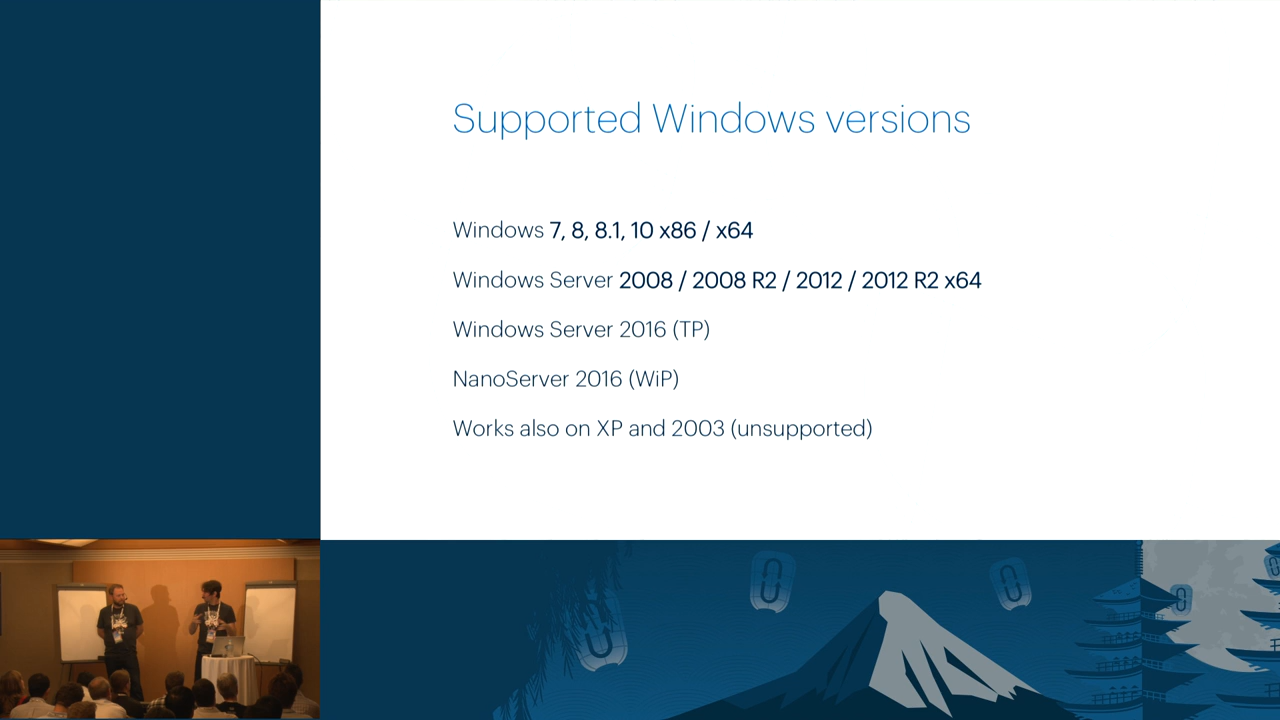 Supported Windows versions
Windows 7, 8, 8.1, 10 x86 / x64
Windows Server 2008 / 2008 R2 / 2012 / 2012 R2 x64
Windows Server 2016 (TP)
NanoServer 2016 (WiP)
Works also on XP and 2003 (unsupported)